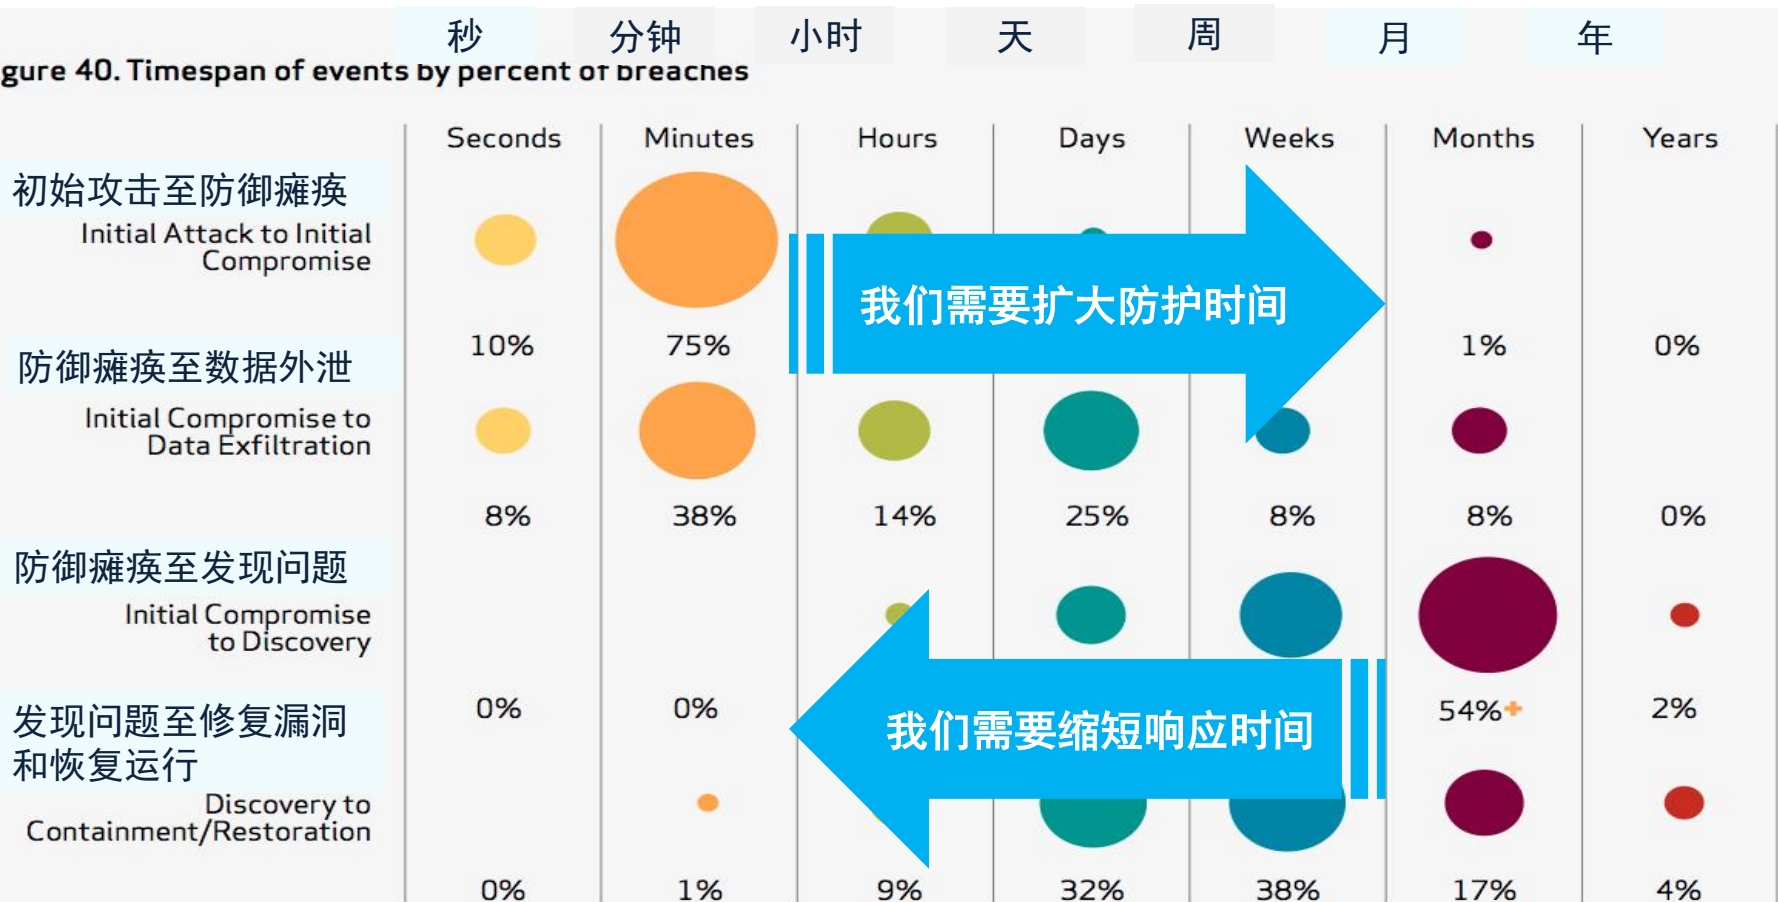 秒 分钟 小时 天 周 月 年
gure 40. Timespan of events by percent of breaches
Seconds Minutes Hours Days Weeks Months Years
初始攻击至防御瘫痪
Initial Attack to Initial
Compromise
我们需要扩大防护时间
10% 75% 1% 0%
防御瘫痪至数据外泄
Initial Compromise to
Data Exfiltration
8% 38% 14% 25% 8% 8% 0%
防御瘫痪至发现问题
Initial Compromise
to Discovery
0% 0% 54%+ 2%
我们需要缩短响应时间
发现问题至修复漏洞
和恢复运行
Discovery to
Containment/Restoration
0% 1% 9% 32% 38% 17% 4%